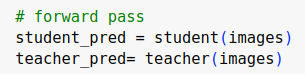 # forward pass
student_pred = student(images)
teacher_pred= teacher(images)